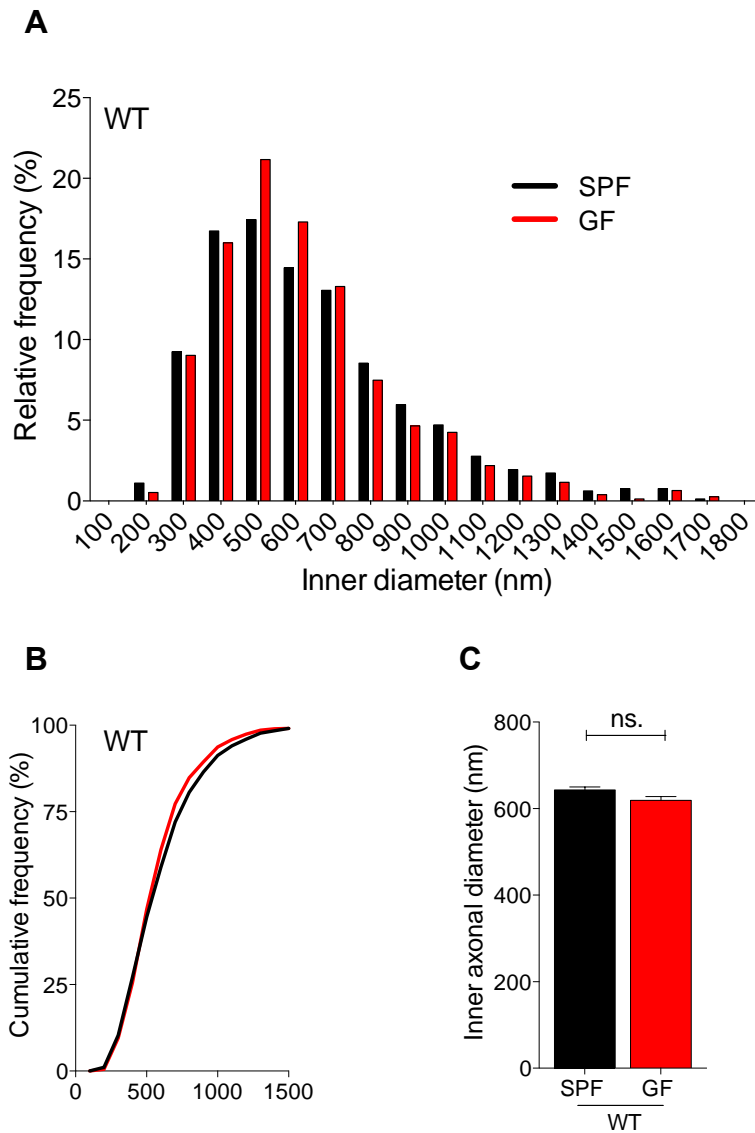 A
25
WT
20
SPF
GF
15
10
5
0
Relative frequency (%)
100 200 300 400 500 600 700 800 900 1000 1100 1200 1300 1400 1500 1600 1700 1800
Inner diameter (nm)
B
100
WT
75
50
25
0
Cumulative frequency (%)
0 500 1000 1500
C
800
ns.
600
400
200
0
Inner axonal diameter (nm)
SPF GF
WT